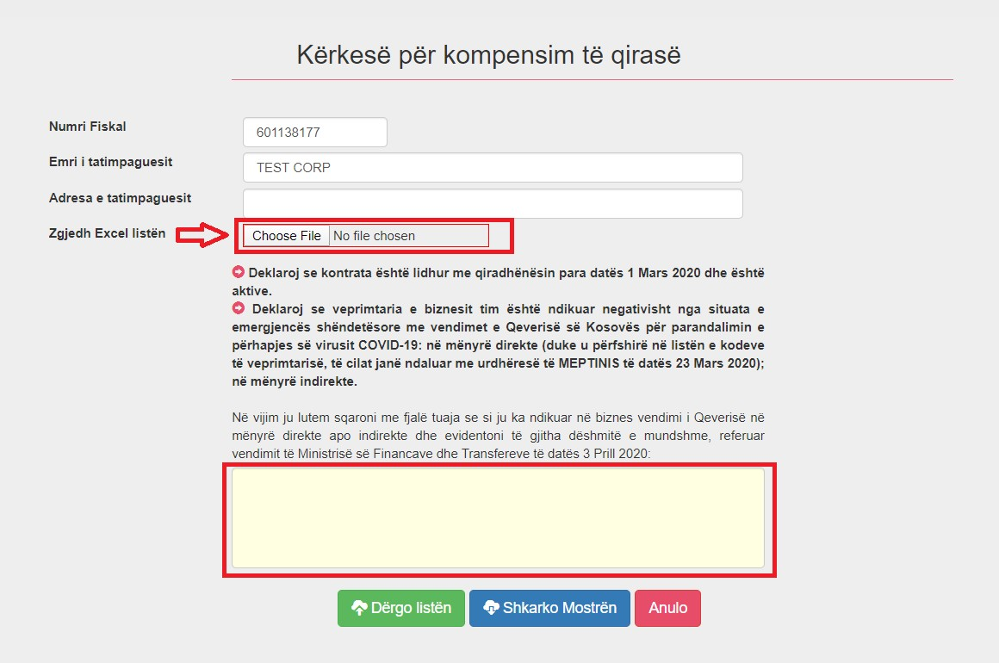 Kërkesë për kompensim të qirasë
Numri Fiskal
601138177
Emri i tatimpaguesit
TEST CORP
Adresa e tatimpaguesit
Zgjedh Excel listën
Choose File No file chosen
Deklaroj se kontrata është lidhur me qiradhënësin para datës 1 Mars 2020 dhe është
aktive.
Deklaroj se veprimtaria e biznesit tim është ndikuar negativisht nga situata e
emergjencës shëndetësore me vendimet e Qeverisë së Kosovës për parandalimin e
përhapjes së virusit COVID-19: në mënyrë direkte (duke u përfshirë në listën e kodeve
të veprimtarisë, të cilat janë ndaluar me urdhëresë të MEPTINIS të datës 23 Mars 2020);
në mënyrë indirekte.
Në vijim ju lutem sqaroni me fjalë tuaja se si ju ka ndikuar në biznes vendimi i Qeverisë në
mënyrë direkte apo indirekte dhe evidentoni të gjitha dëshmitë e mundshme, referuar
vendimit të Ministrisë së Financave dhe Transfereve të datës 3 Prill 2020:
Dërgo listën
Shkarko Mostrën
Anulo